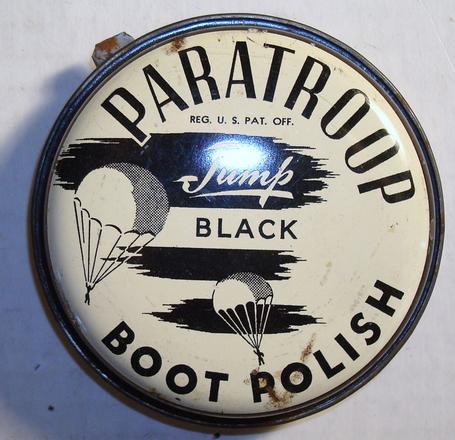 PARATROOP
REG. U. S. PAT. OFF.
Jump
BLACK
BOOT POLISH